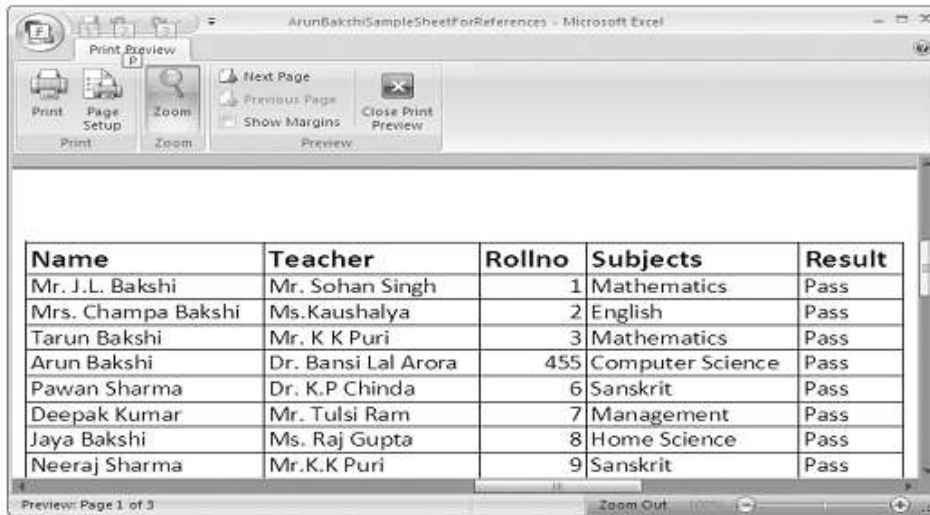 ArunBakshiSampleSheetForReferences - Microsoft Excel
F 1 2 3
Print Preview
P
Print
Page Setup
Print
Zoom
Zoom
Next Page
Previous Page
Show Margins
Close Print Preview
Preview
Name Teacher Rollno Subjects Result
Mr. J.L. Bakshi Mr. Sohan Singh 1 Mathematics Pass
Mrs. Champa Bakshi Ms.Kaushalya 2 English Pass
Tarun Bakshi Mr. K K Puri 3 Mathematics Pass
Arun Bakshi Dr. Bansi Lal Arora 455 Computer Science Pass
Pawan Sharma Dr. K.P Chinda 6 Sanskrit Pass
Deepak Kumar Mr. Tulsi Ram 7 Management Pass
Jaya Bakshi Ms. Raj Gupta 8 Home Science Pass
Neeraj Sharma Mr.K.K Puri 9 Sanskrit Pass
Preview: Page 1 of 3 Zoom Out 100%